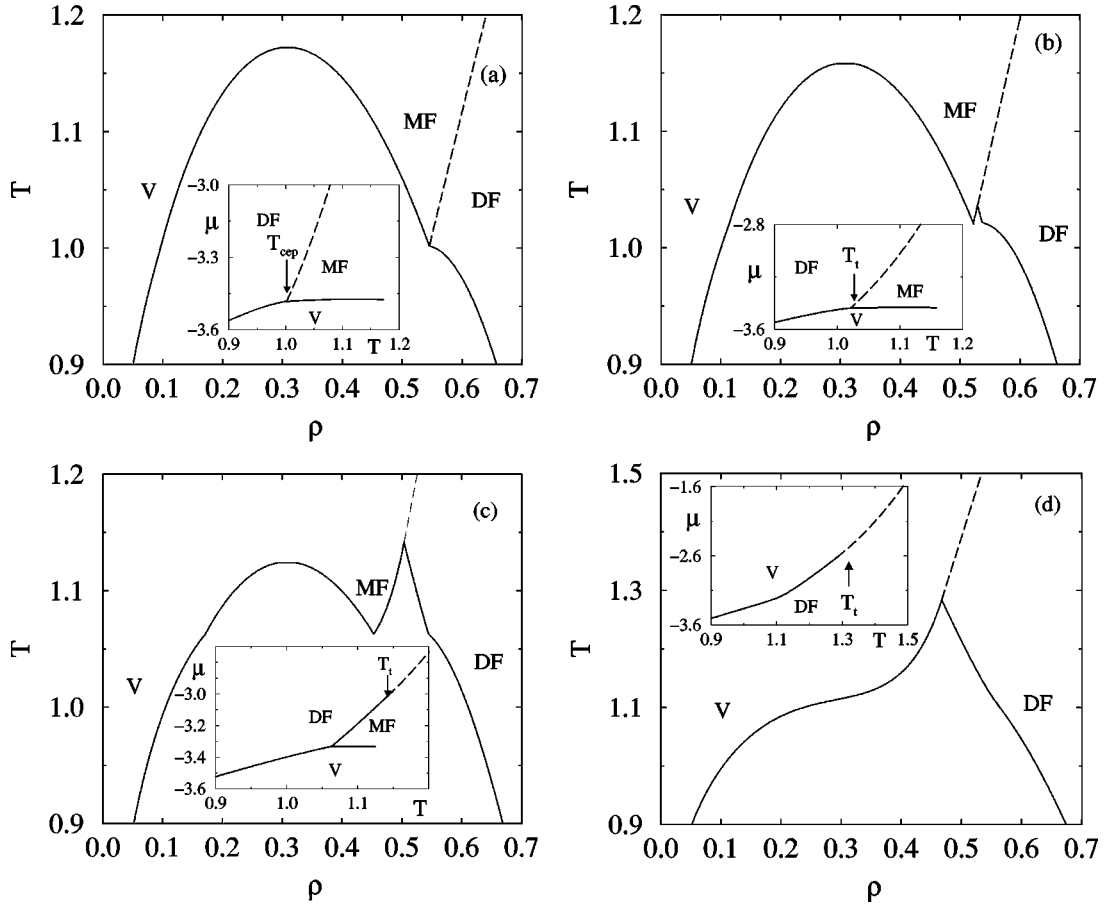 1.2
1.1
1.0
0.9
T
(a)
MF
DF
V
−3.0
−3.3
−3.6
μ
DF
T_cep
MF
V
0.9 1.0 1.1 T 1.2
0.0 0.1 0.2 0.3 0.4 0.5 0.6 0.7
ρ
1.2
1.1
1.0
0.9
T
(b)
MF
DF
V
−2.8
−3.6
μ
DF
T_t
MF
V
0.9 1.0 1.1 T 1.2
0.0 0.1 0.2 0.3 0.4 0.5 0.6 0.7
ρ
1.2
1.1
1.0
0.9
T
(c)
MF
DF
V
μ
−3.0
−3.2
−3.4
−3.6
T_t
DF
MF
V
0.9 1.0 1.1 T
0.0 0.1 0.2 0.3 0.4 0.5 0.6 0.7
ρ
1.5
1.3
1.1
0.9
T
(d)
V
DF
−1.6
μ
−2.6
−3.6
V
DF
T_t
0.9 1.1 1.3 T 1.5
0.0 0.1 0.2 0.3 0.4 0.5 0.6 0.7
ρ